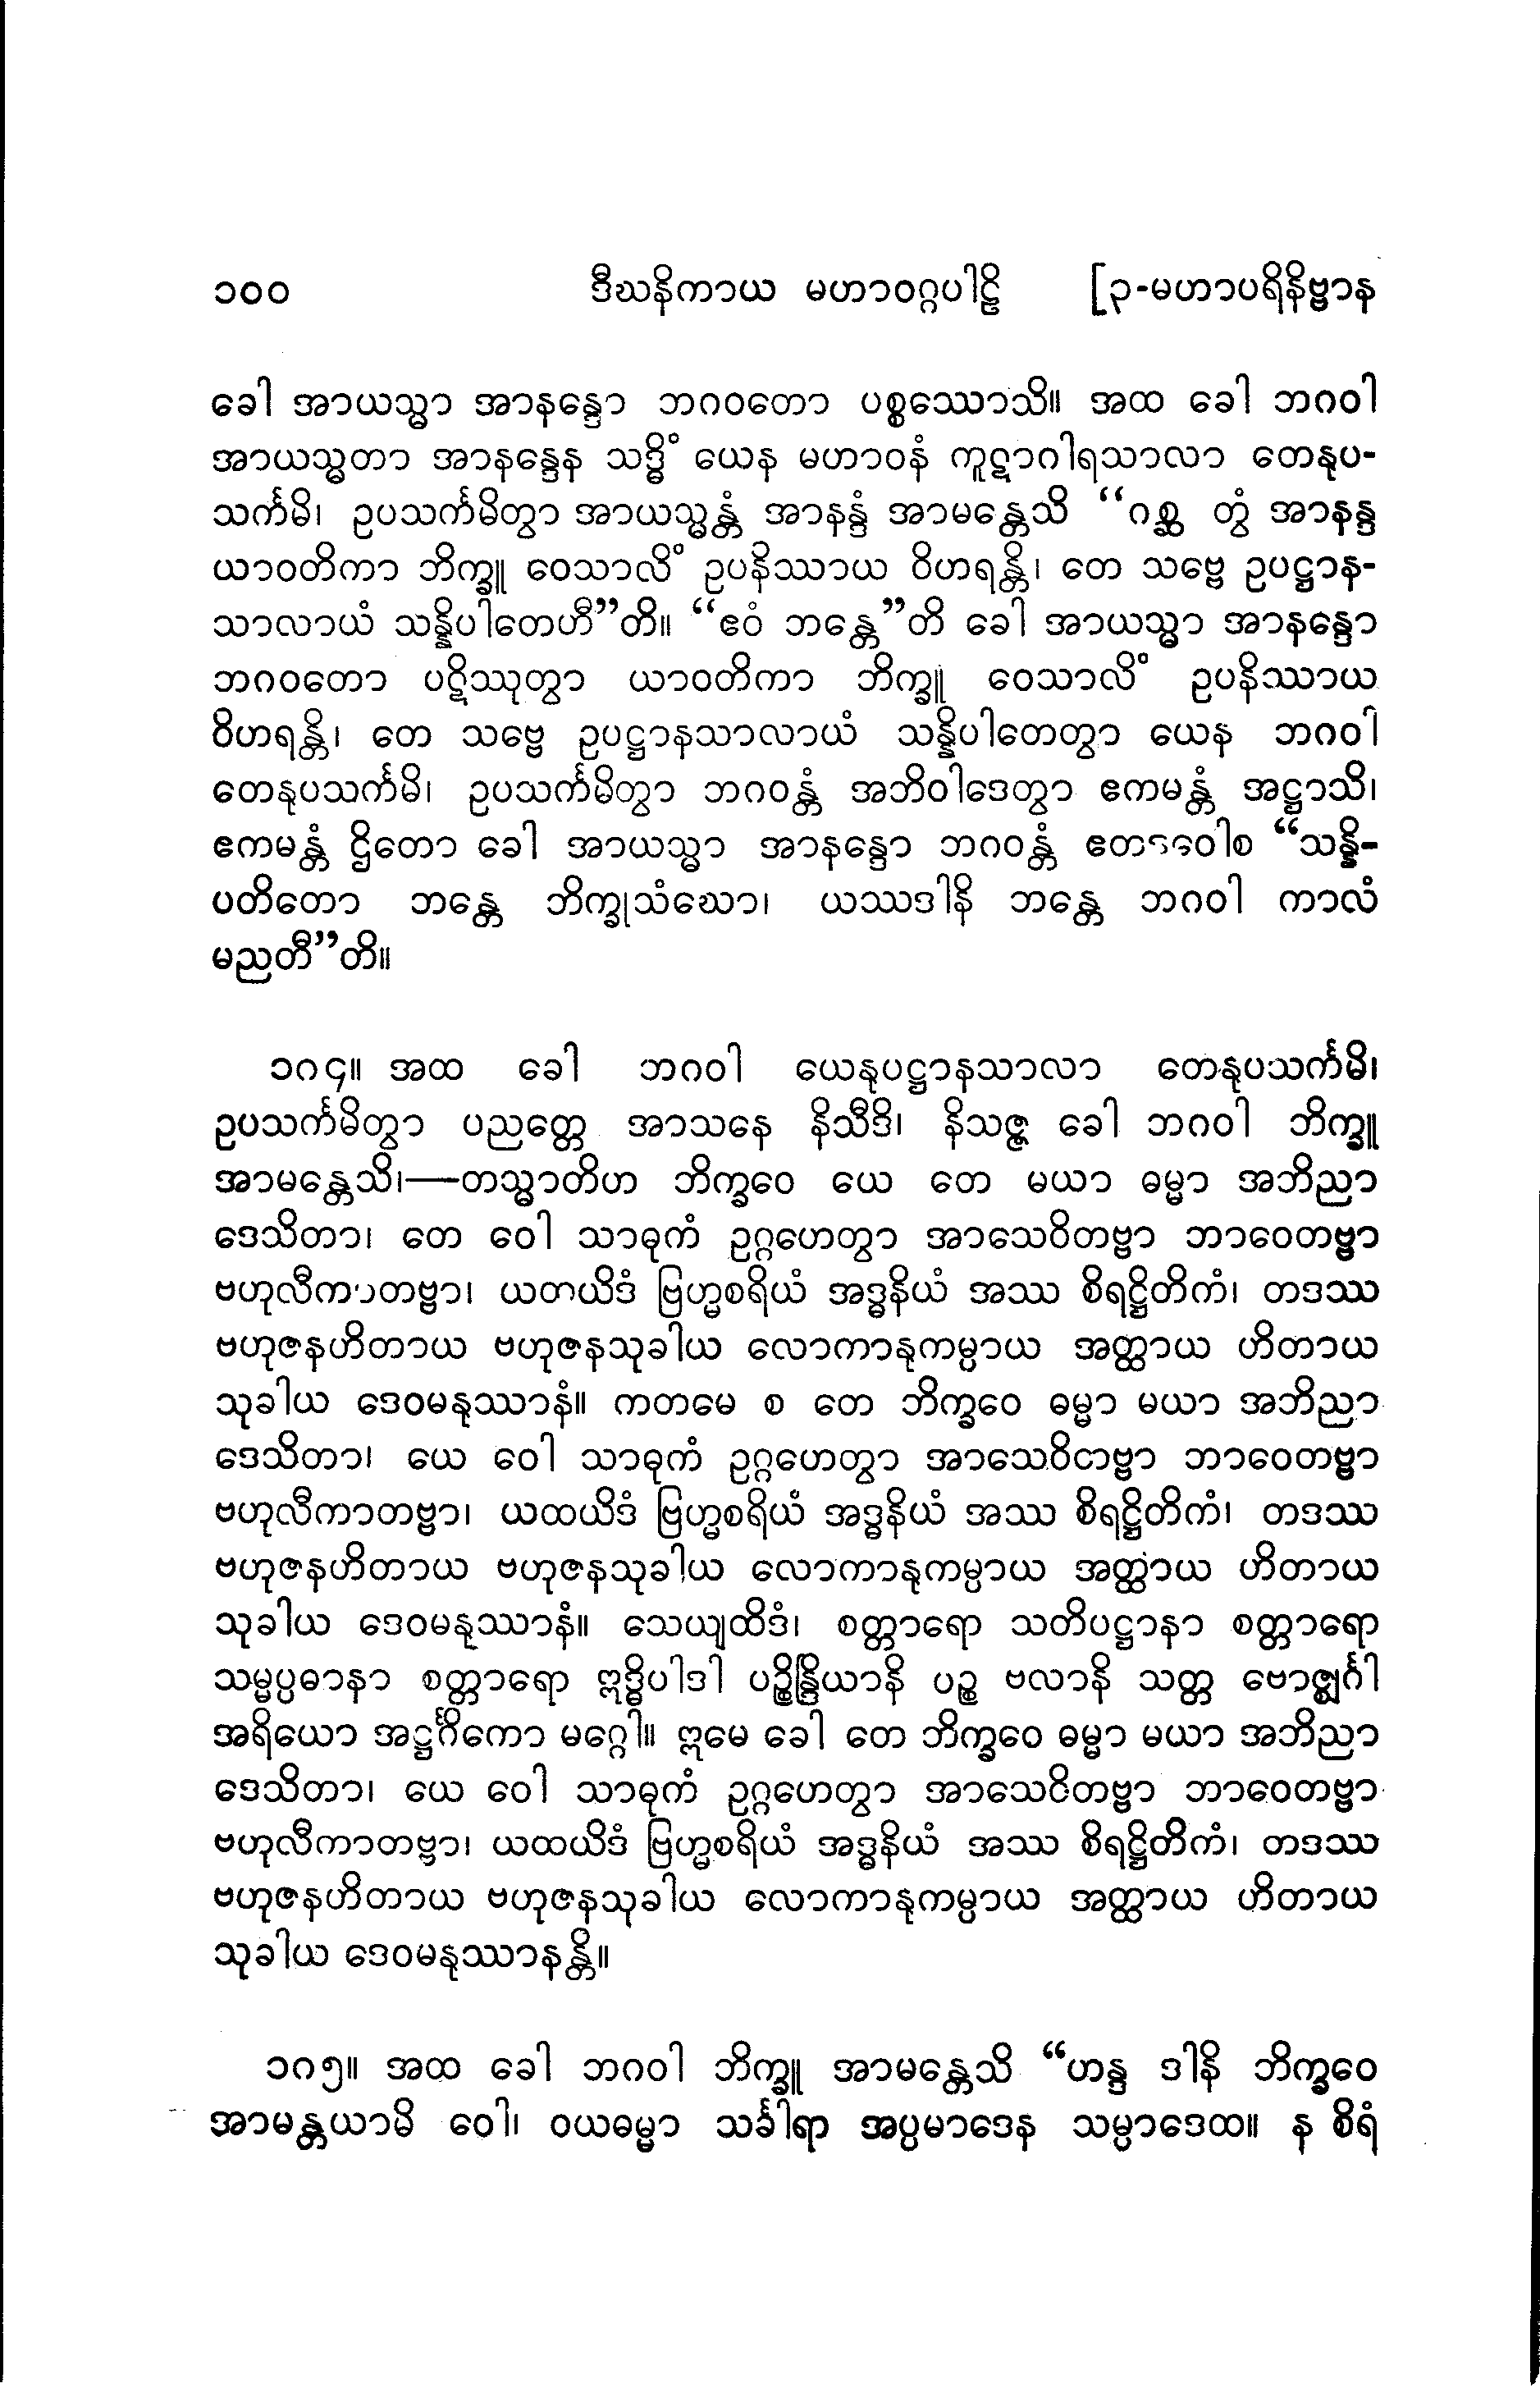 ၁၀၀ ဒီဃနိကာယ မဟာဝဂ္ဂပါဠိ [၃-မဟာပရိနိဗ္ဗာန
ခေါ အာယသ္မာ အာနန္ဒော ဘဂဝတော ပစ္စဿောသိ။ အထ ခေါ ဘဂဝါ
အာယသ္မတာ အာနန္ဒေန သဒ္ဓိံ ယေန မဟာဝနံ ကူဋာဂါရသာလာ တေနုပ-
သင်္ကမိ၊ ဥပသင်္ကမိတွာ အာယသ္မန္တံ အာနန္ဒံ အာမန္တေသိ “ဂစ္ဆ တွံ အာနန္ဒ
ယာဝတိကာ ဘိက္ခူ ဝေသာလိံ ဥပနိဿာယ ဝိဟရန္တိ၊ တေ သဗ္ဗေ ဥပဋ္ဌာန-
သာလာယံ သန္နိပါတေဟီ”တိ။ “ဧဝံ ဘန္တေ”တိ ခေါ အာယသ္မာ အာနန္ဒော
ဘဂဝတော ပဋိဿုတွာ ယာဝတိကာ ဘိက္ခူ ဝေသာလိံ ဥပနိဿာယ
ဝိဟရန္တိ၊ တေ သဗ္ဗေ ဥပဋ္ဌာနသာလာယံ သန္နိပါတေတွာ ယေန ဘဂဝါ
တေနုပသင်္ကမိ၊ ဥပသင်္ကမိတွာ ဘဂဝန္တံ အဘိဝါဒေတွာ ဧကမန္တံ အဋ္ဌာသိ၊
ဧကမန္တံ ဌိတော ခေါ အာယသ္မာ အာနန္ဒော ဘဂဝန္တံ ဧတဒဝေါစ “သန္နိ-
ပတိတော ဘန္တေ ဘိက္ခုသံဃော၊ ယဿဒါနိ ဘန္တေ ဘဂဝါ ကာလံ
မညတီ”တိ။
၁၈၄။ အထ ခေါ ဘဂဝါ ယေနုပဋ္ဌာနသာလာ တေနုပသင်္ကမိ၊
ဥပသင်္ကမိတွာ ပညတ္တေ အာသနေ နိသီဒိ၊ နိသဇ္ဇ ခေါ ဘဂဝါ ဘိက္ခူ
အာမန္တေသိ၊—တသ္မာတိဟ ဘိက္ခဝေ ယေ တေ မယာ ဓမ္မာ အဘိညာ
ဒေသိတာ၊ တေ ဝေါ သာဓုကံ ဥဂ္ဂဟေတွာ အာသေဝိတဗ္ဗာ ဘာဝေတဗ္ဗာ
ဗဟုလီကာတဗ္ဗာ၊ ယထယိဒံ ဗြဟ္မစရိယံ အဒ္ဓနိယံ အဿ စိရဋ္ဌိတိကံ၊ တဒဿ
ဗဟုဇနဟိတာယ ဗဟုဇနသုခါယ လောကာနုကမ္ပာယ အတ္ထာယ ဟိတာယ
သုခါယ ဒေဝမနုဿာနံ။ ကတမေ စ တေ ဘိက္ခဝေ ဓမ္မာ မယာ အဘိညာ
ဒေသိတာ၊ ယေ ဝေါ သာဓုကံ ဥဂ္ဂဟေတွာ အာသေဝိတဗ္ဗာ ဘာဝေတဗ္ဗာ
ဗဟုလီကာတဗ္ဗာ၊ ယထယိဒံ ဗြဟ္မစရိယံ အဒ္ဓနိယံ အဿ စိရဋ္ဌိတိကံ၊ တဒဿ
ဗဟုဇနဟိတာယ ဗဟုဇနသုခါယ လောကာနုကမ္ပာယ အတ္ထာယ ဟိတာယ
သုခါယ ဒေဝမနုဿာနံ။ သေယျထိဒံ၊ စတ္တာရော သတိပဋ္ဌာနာ စတ္တာရော
သမ္မပ္ပဓာနာ စတ္တာရော ဣဒ္ဓိပါဒါ ပဉ္စိန္ဒြိယာနိ ပဉ္စ ဗလာနိ သတ္တ ဗောဇ္ဈင်္ဂါ
အရိယော အဋ္ဌင်္ဂိကော မဂ္ဂေါ။ ဣမေ ခေါ တေ ဘိက္ခဝေ ဓမ္မာ မယာ အဘိညာ
ဒေသိတာ၊ ယေ ဝေါ သာဓုကံ ဥဂ္ဂဟေတွာ အာသေဝိတဗ္ဗာ ဘာဝေတဗ္ဗာ
ဗဟုလီကာတဗ္ဗာ၊ ယထယိဒံ ဗြဟ္မစရိယံ အဒ္ဓနိယံ အဿ စိရဋ္ဌိတိကံ၊ တဒဿ
ဗဟုဇနဟိတာယ ဗဟုဇနသုခါယ လောကာနုကမ္ပာယ အတ္ထာယ ဟိတာယ
သုခါယ ဒေဝမနုဿာနန္တိ။
၁၈၅။ အထ ခေါ ဘဂဝါ ဘိက္ခူ အာမန္တေသိ “ဟန္ဒ ဒါနိ ဘိက္ခဝေ
အာမန္တယာမိ ဝေါ၊ ဝယဓမ္မာ သင်္ခါရာ အပ္ပမာဒေန သမ္ပာဒေထ။ န စိရံ